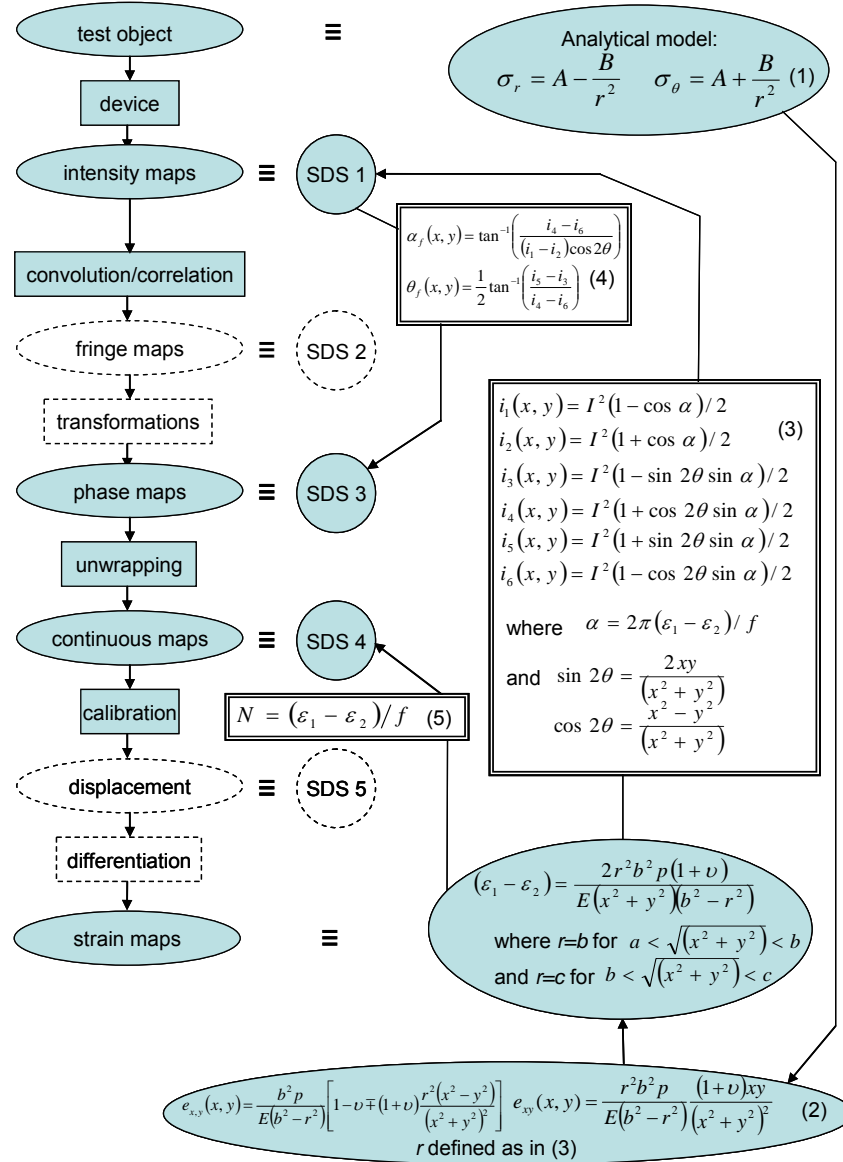 test object
≡
Analytical model:
σ_r = A − B/r²   σ_θ = A + B/r²   (1)
device
intensity maps
≡
SDS 1
α_f(x, y) = tan⁻¹((i₄ − i₆)/((i₁ − i₂)cos 2θ))
θ_f(x, y) = 1/2 tan⁻¹((i₅ − i₃)/(i₄ − i₆))   (4)
convolution/correlation
fringe maps
≡
SDS 2
transformations
phase maps
≡
SDS 3
i₁(x, y) = I²(1 − cos α)/2
i₂(x, y) = I²(1 + cos α)/2   (3)
i₃(x, y) = I²(1 − sin 2θ sin α)/2
i₄(x, y) = I²(1 + cos 2θ sin α)/2
i₅(x, y) = I²(1 + sin 2θ sin α)/2
i₆(x, y) = I²(1 − cos 2θ sin α)/2
where α = 2π(ε₁ − ε₂)/f
and sin 2θ = 2xy/(x² + y²)
cos 2θ = (x² − y²)/(x² + y²)
unwrapping
continuous maps
≡
SDS 4
calibration
N = (ε₁ − ε₂)/f   (5)
displacement
≡
SDS 5
differentiation
strain maps
≡
(ε₁ − ε₂) = 2r²b²p(1 + υ)/(E(x² + y²)(b² − r²))
where r=b for a < √(x² + y²) < b
and r=c for b < √(x² + y²) < c
e_{x,y}(x, y) = b²p/(E(b² − r²)) [1 − υ ∓ (1 + υ) r²(x² − y²)/(x² + y²)²]   e_{xy}(x, y) = r²b²p/(E(b² − r²)) (1 + υ)xy/(x² + y²)²   (2)
r defined as in (3)